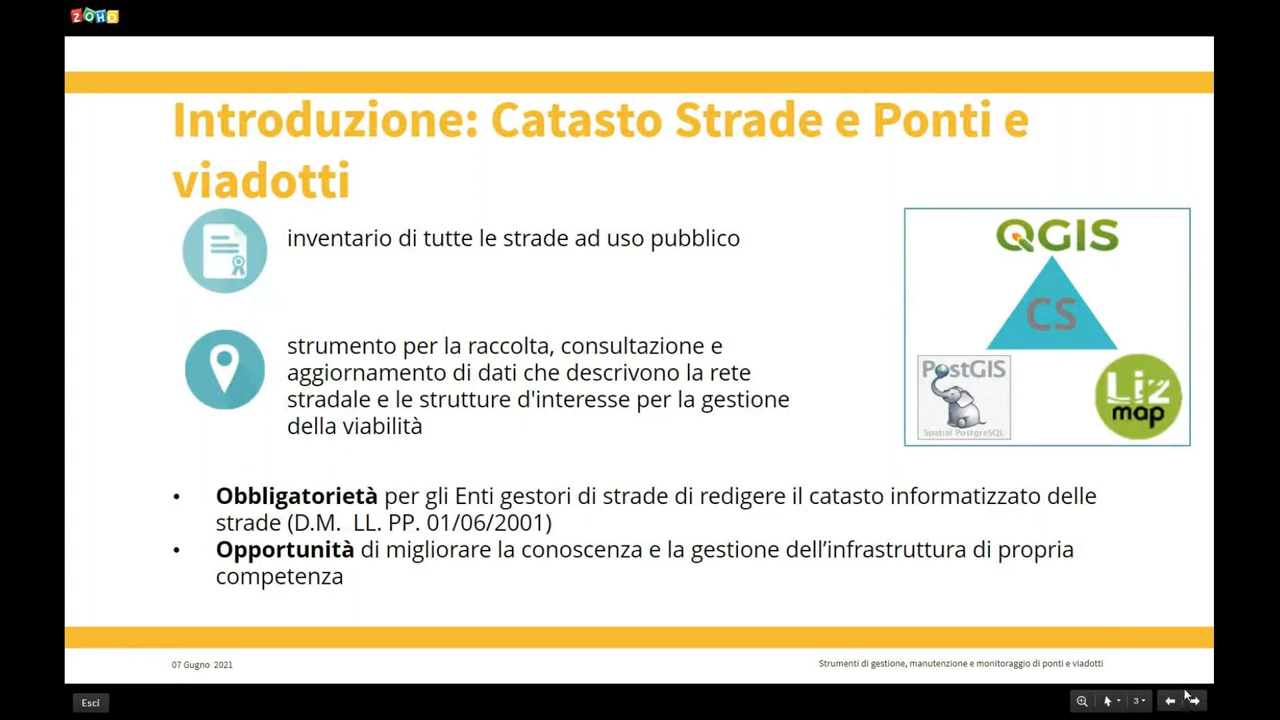 ZOHO
Introduzione: Catasto Strade e Ponti e
viadotti
inventario di tutte le strade ad uso pubblico
strumento per la raccolta, consultazione e
aggiornamento di dati che descrivono la rete
stradale e le strutture d'interesse per la gestione
della viabilità
QGIS
CS
PostGIS
Spatial PostgreSQL
Liz
map
• Obbligatorietà per gli Enti gestori di strade di redigere il catasto informatizzato delle
strade (D.M.  LL. PP. 01/06/2001)
• Opportunità di migliorare la conoscenza e la gestione dell’infrastruttura di propria
competenza
07 Gugno  2021
Strumenti di gestione, manutenzione e monitoraggio di ponti e viadotti
Esci
3